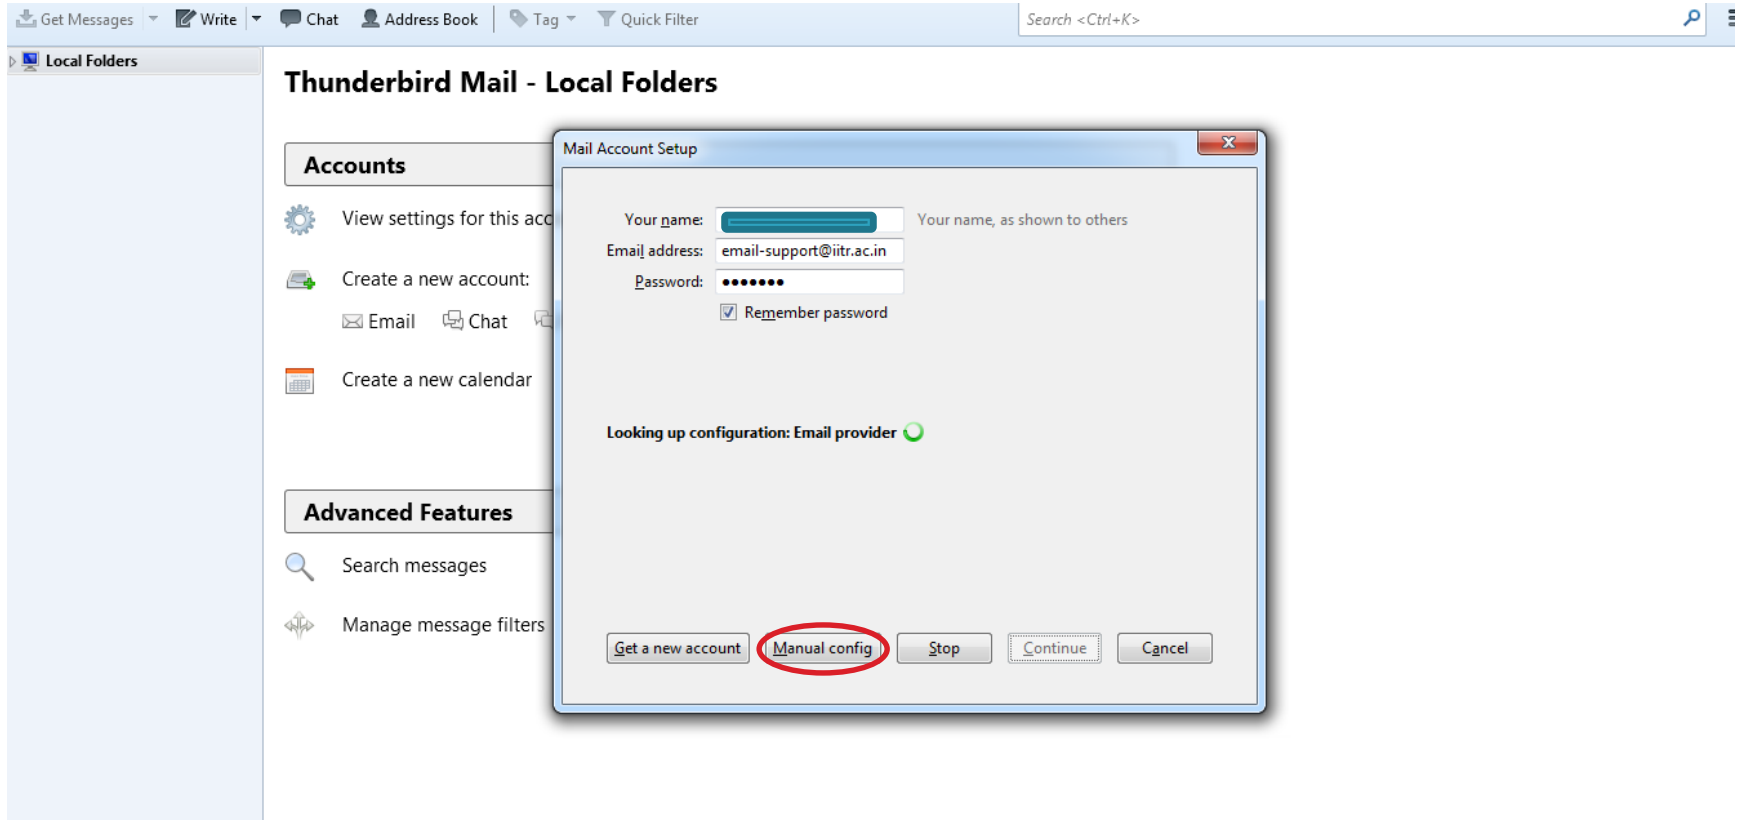 Get Messages Write Chat Address Book Tag Quick Filter Search <Ctrl+K>
Local Folders
Thunderbird Mail - Local Folders
Accounts
View settings for this acc
Create a new account:
Email Chat
Create a new calendar
Advanced Features
Search messages
Manage message filters
Mail Account Setup
Your name: Your name, as shown to others
Email address: email-support@iitr.ac.in
Password: •••••••
Remember password
Looking up configuration: Email provider
Get a new account Manual config Stop Continue Cancel